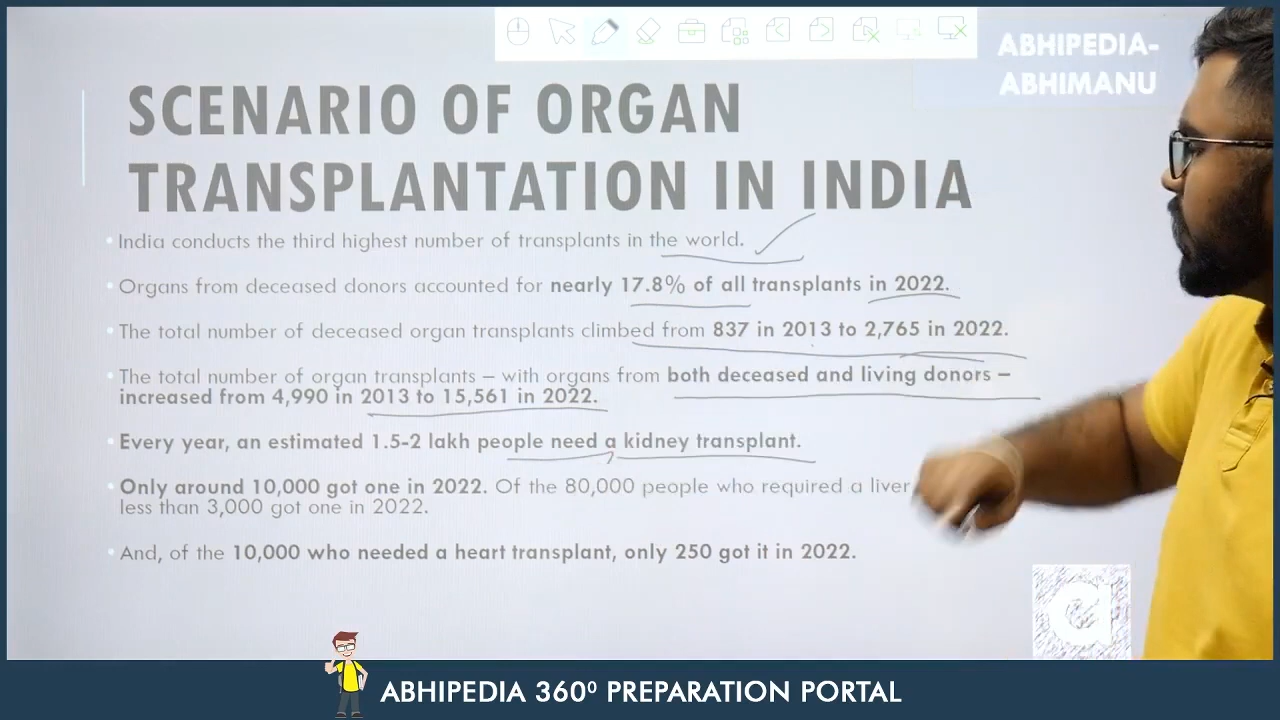 ABHIPEDIA-
ABHIMANU
SCENARIO OF ORGAN
TRANSPLANTATION IN INDIA
• India conducts the third highest number of transplants in the world.
• Organs from deceased donors accounted for nearly 17.8% of all transplants in 2022.
• The total number of deceased organ transplants climbed from 837 in 2013 to 2,765 in 2022.
• The total number of organ transplants – with organs from both deceased and living donors –
increased from 4,990 in 2013 to 15,561 in 2022.
• Every year, an estimated 1.5-2 lakh people need a kidney transplant.
• Only around 10,000 got one in 2022. Of the 80,000 people who required a liver
less than 3,000 got one in 2022.
• And, of the 10,000 who needed a heart transplant, only 250 got it in 2022.
ABHIPEDIA 360⁰ PREPARATION PORTAL